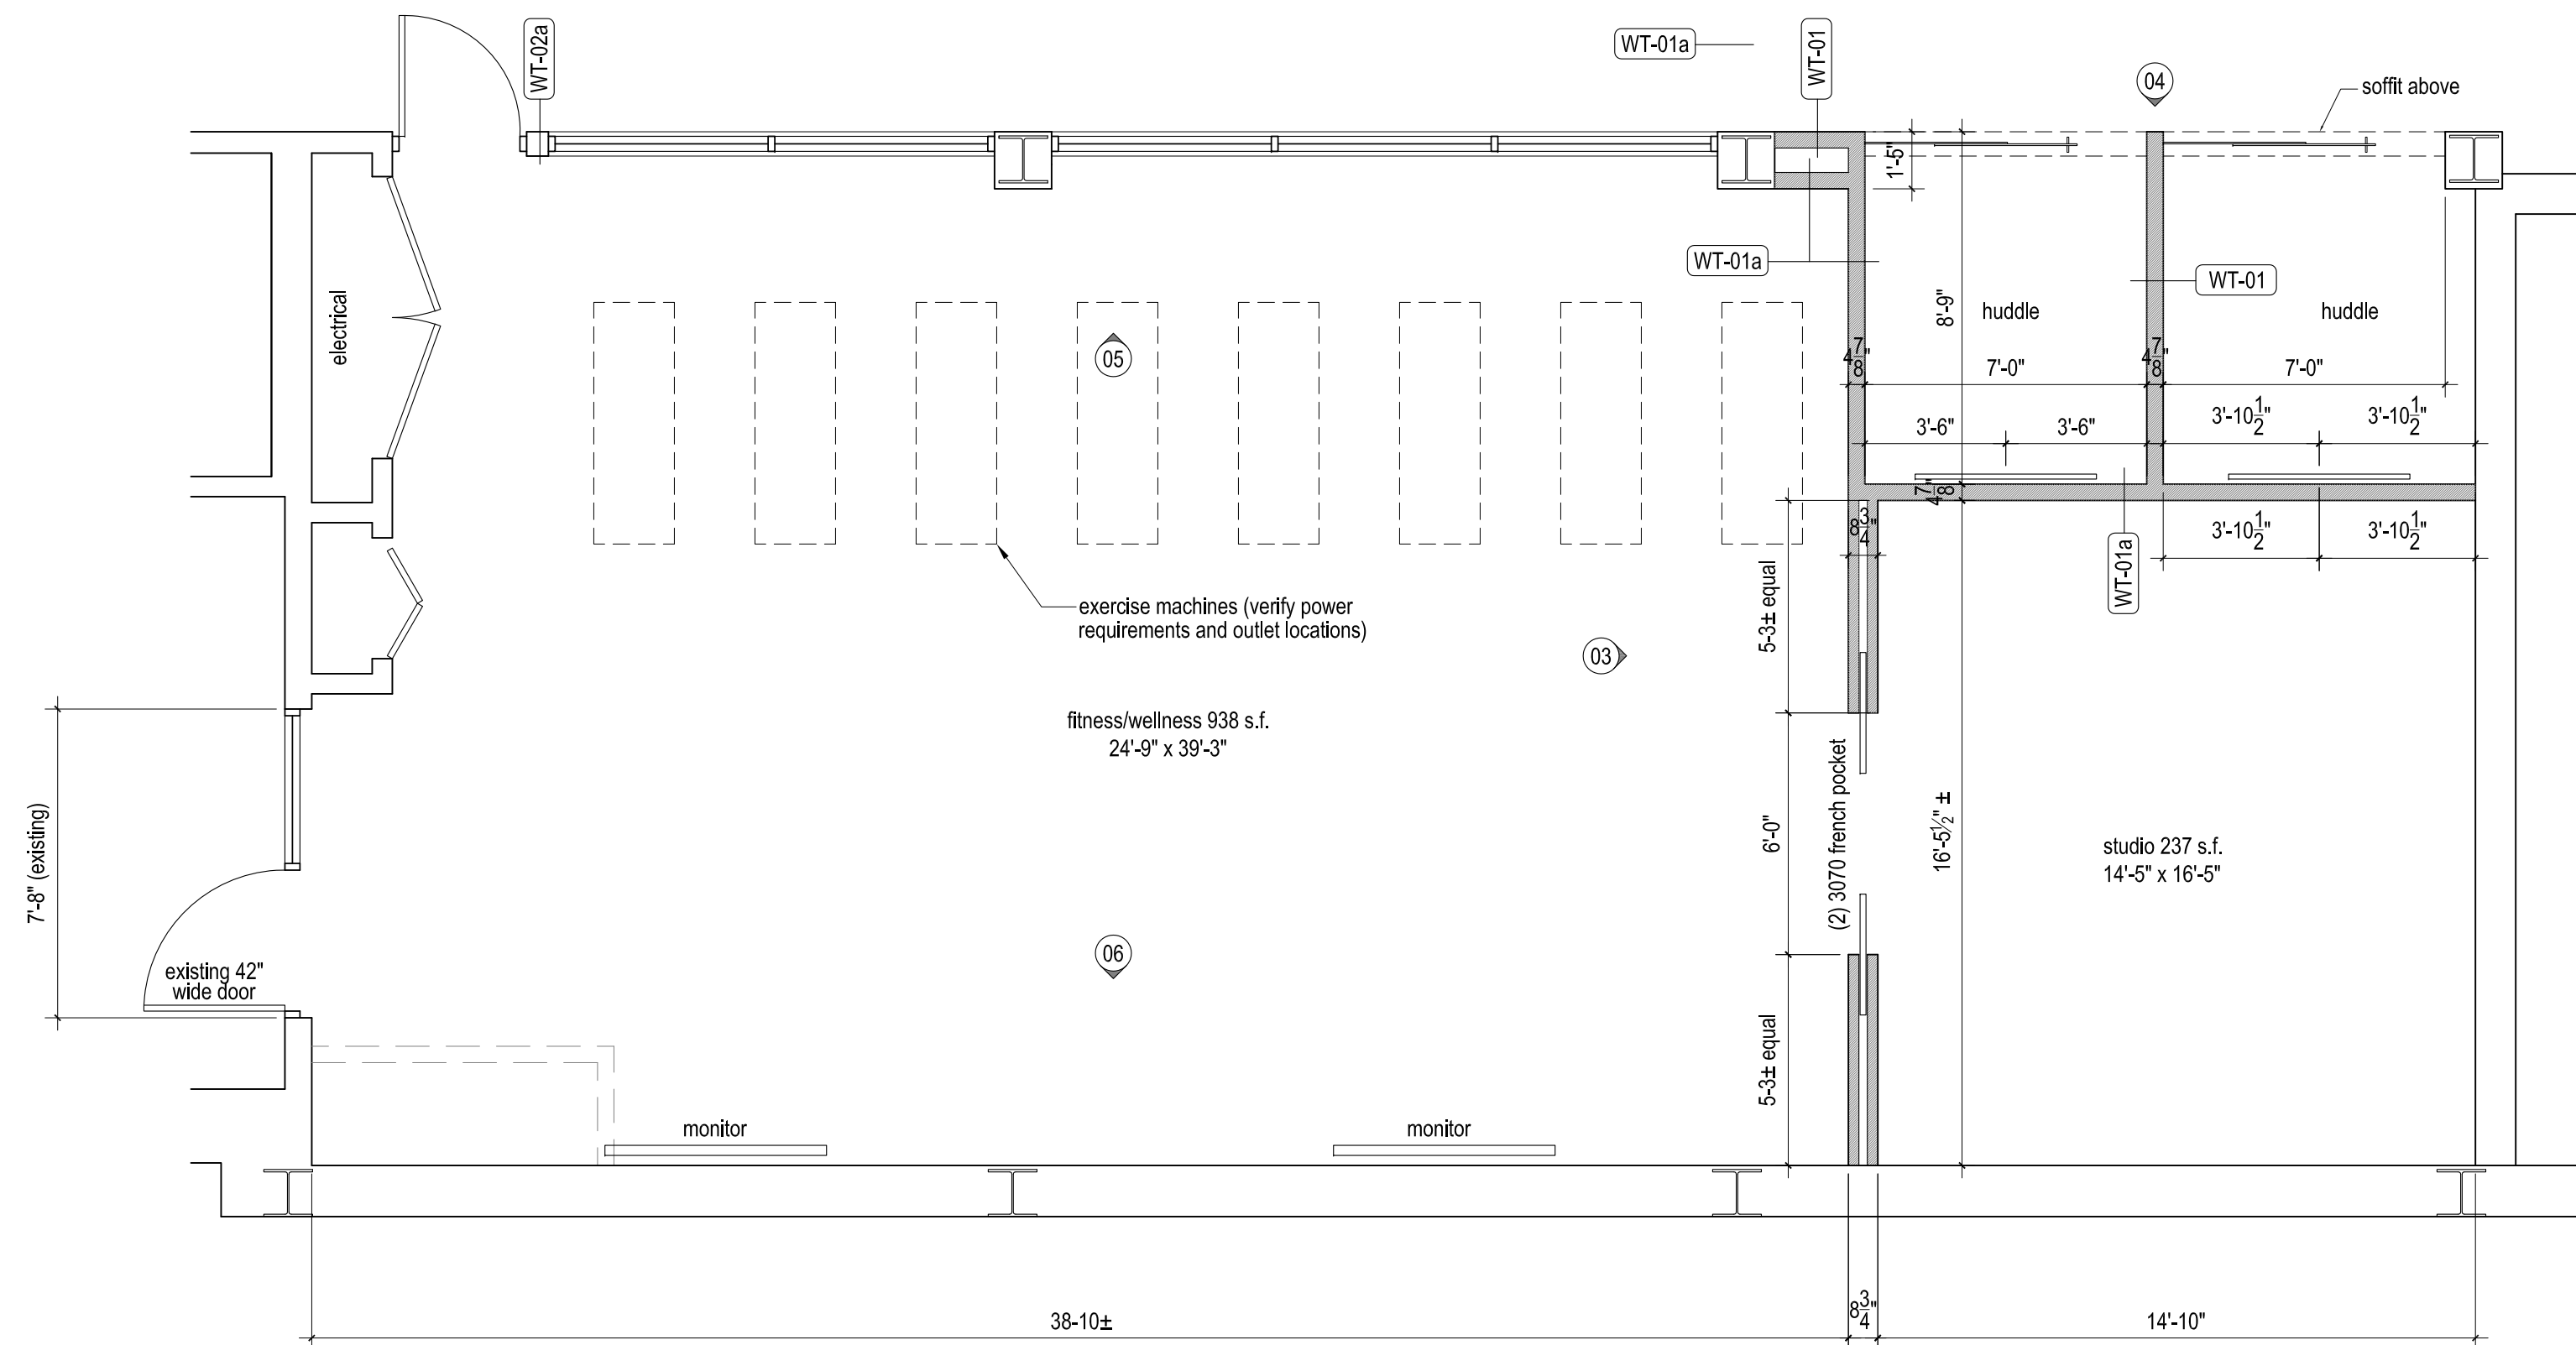 WT-02a
WT-01a
WT-01
04
soffit above
1'-5"
electrical
WT-01a
WT-01
8'-9"
huddle
huddle
05
4 7/8"
7'-0"
4 7/8"
7'-0"
3'-6"
3'-6"
3'-10 1/2"
3'-10 1/2"
4 7/8"
8 3/4"
3'-10 1/2"
3'-10 1/2"
WT-01a
5-3± equal
exercise machines (verify power
requirements and outlet locations)
03
fitness/wellness 938 s.f.
24'-9" x 39'-3"
7'-8" (existing)
6'-0"
(2) 3070 french pocket
16'-5½" ±
studio 237 s.f.
14'-5" x 16'-5"
existing 42"
wide door
06
5-3± equal
monitor
monitor
38-10±
8 3/4"
14'-10"